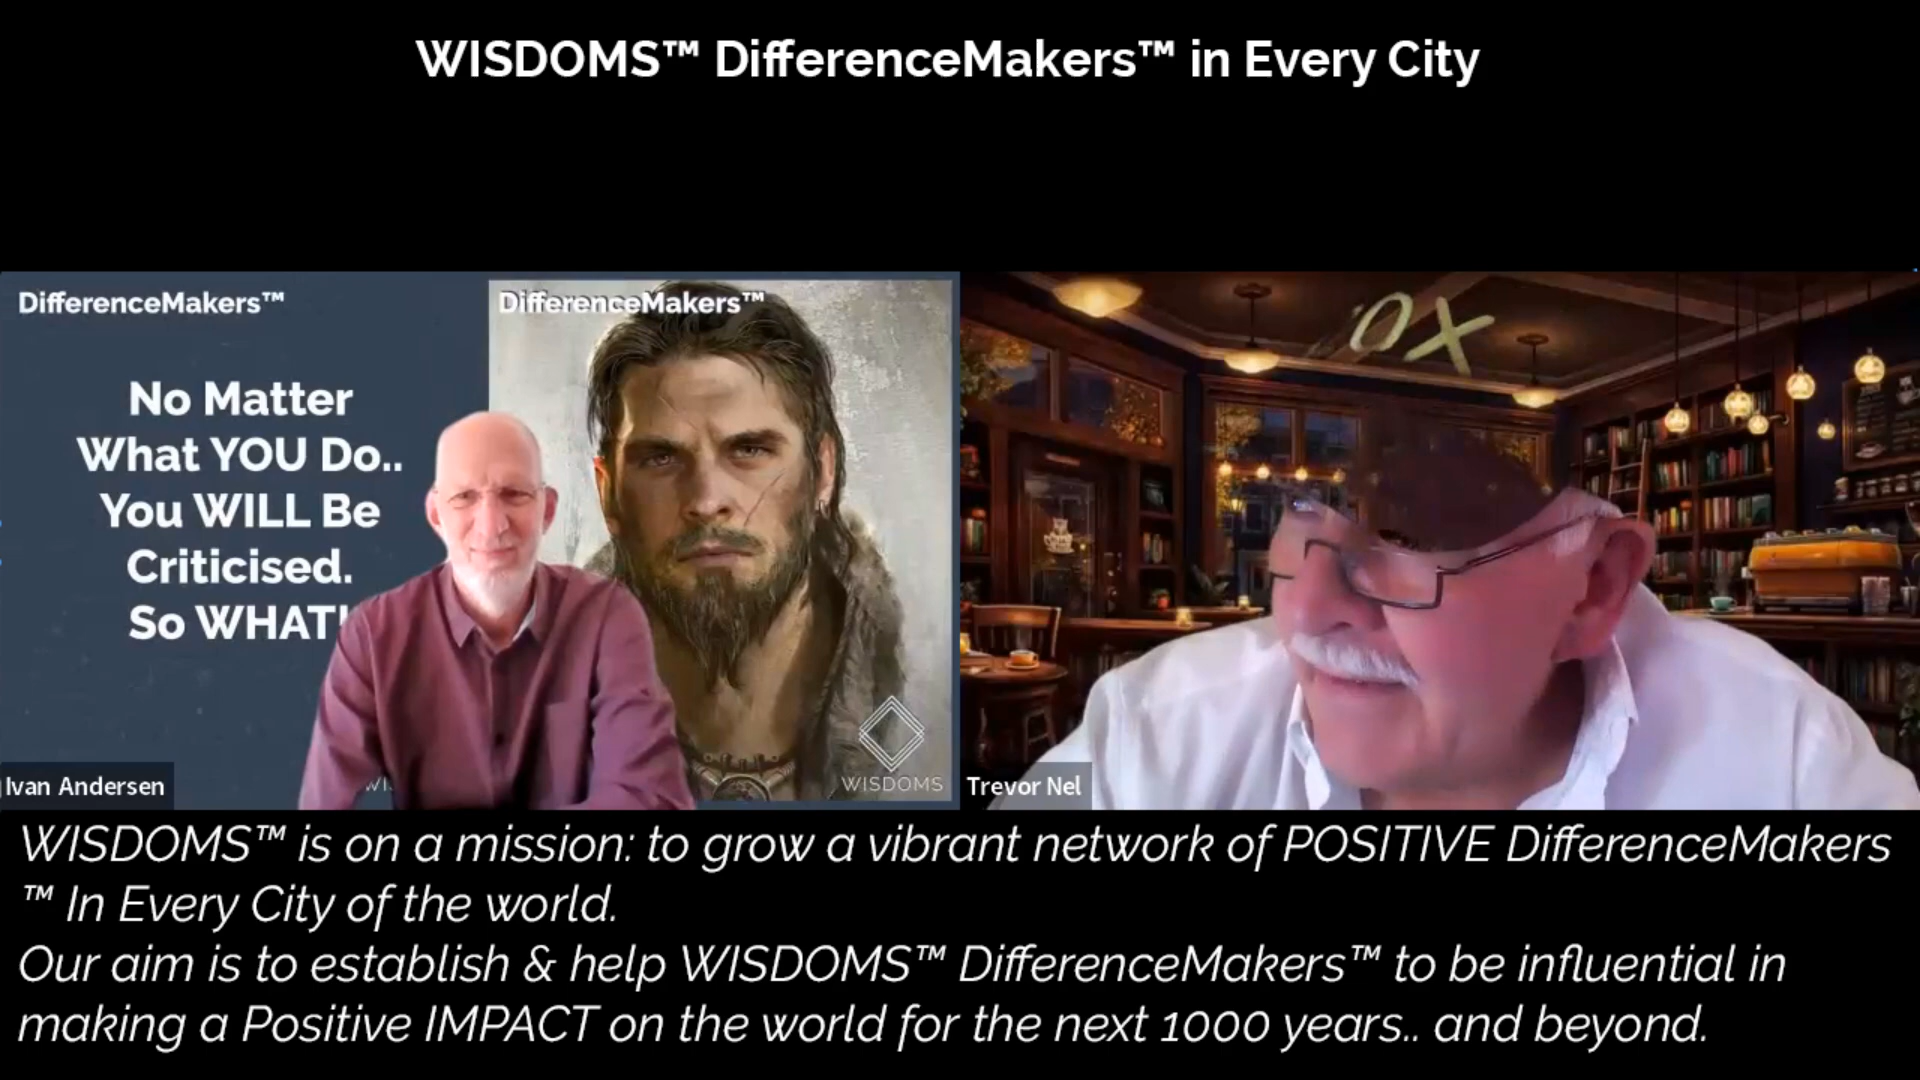 WISDOMS™ DifferenceMakers™ in Every City
DifferenceMakers™
No Matter
What YOU Do..
You WILL Be
Criticised.
So WHAT!
DifferenceMakers™
WISDOMS
Ivan Andersen
10X
Trevor Nel
WISDOMS™ is on a mission: to grow a vibrant network of POSITIVE DifferenceMakers
™ In Every City of the world.
Our aim is to establish & help WISDOMS™ DifferenceMakers™ to be influential in
making a Positive IMPACT on the world for the next 1000 years.. and beyond.